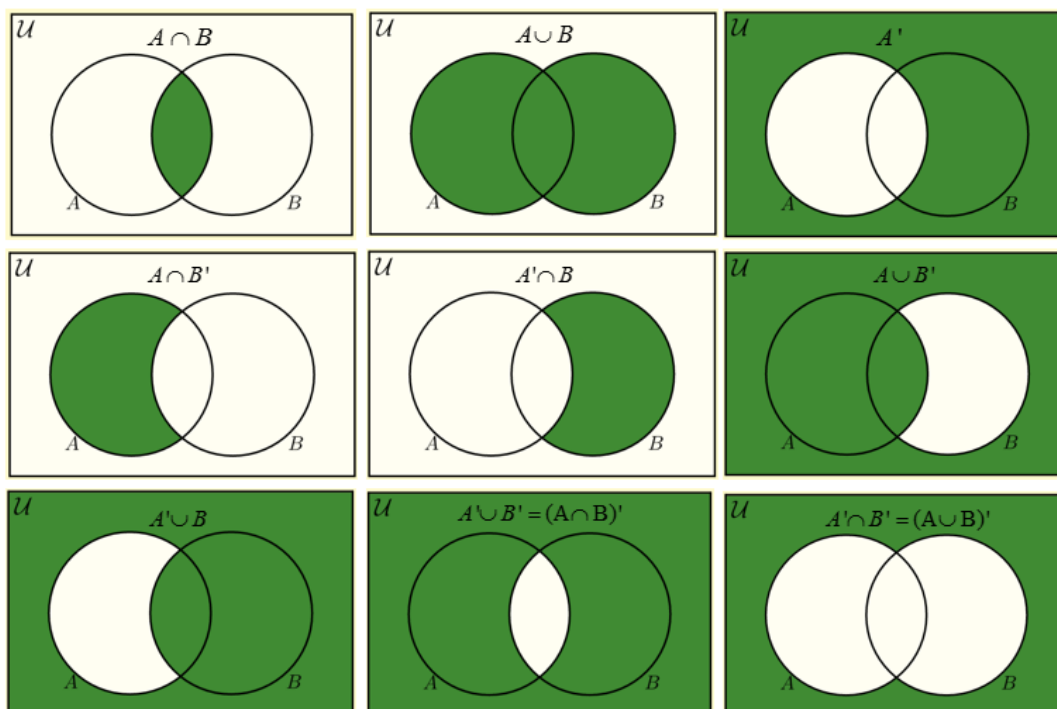 𝒰
A ∩ B
A
B
𝒰
A ∪ B
A
B
𝒰
A'
A
B
𝒰
A ∩ B'
A
B
𝒰
A' ∩ B
A
B
𝒰
A ∪ B'
A
B
𝒰
A' ∪ B
A
B
𝒰
A' ∪ B' = (A ∩ B)'
A
B
𝒰
A' ∩ B' = (A ∪ B)'
A
B